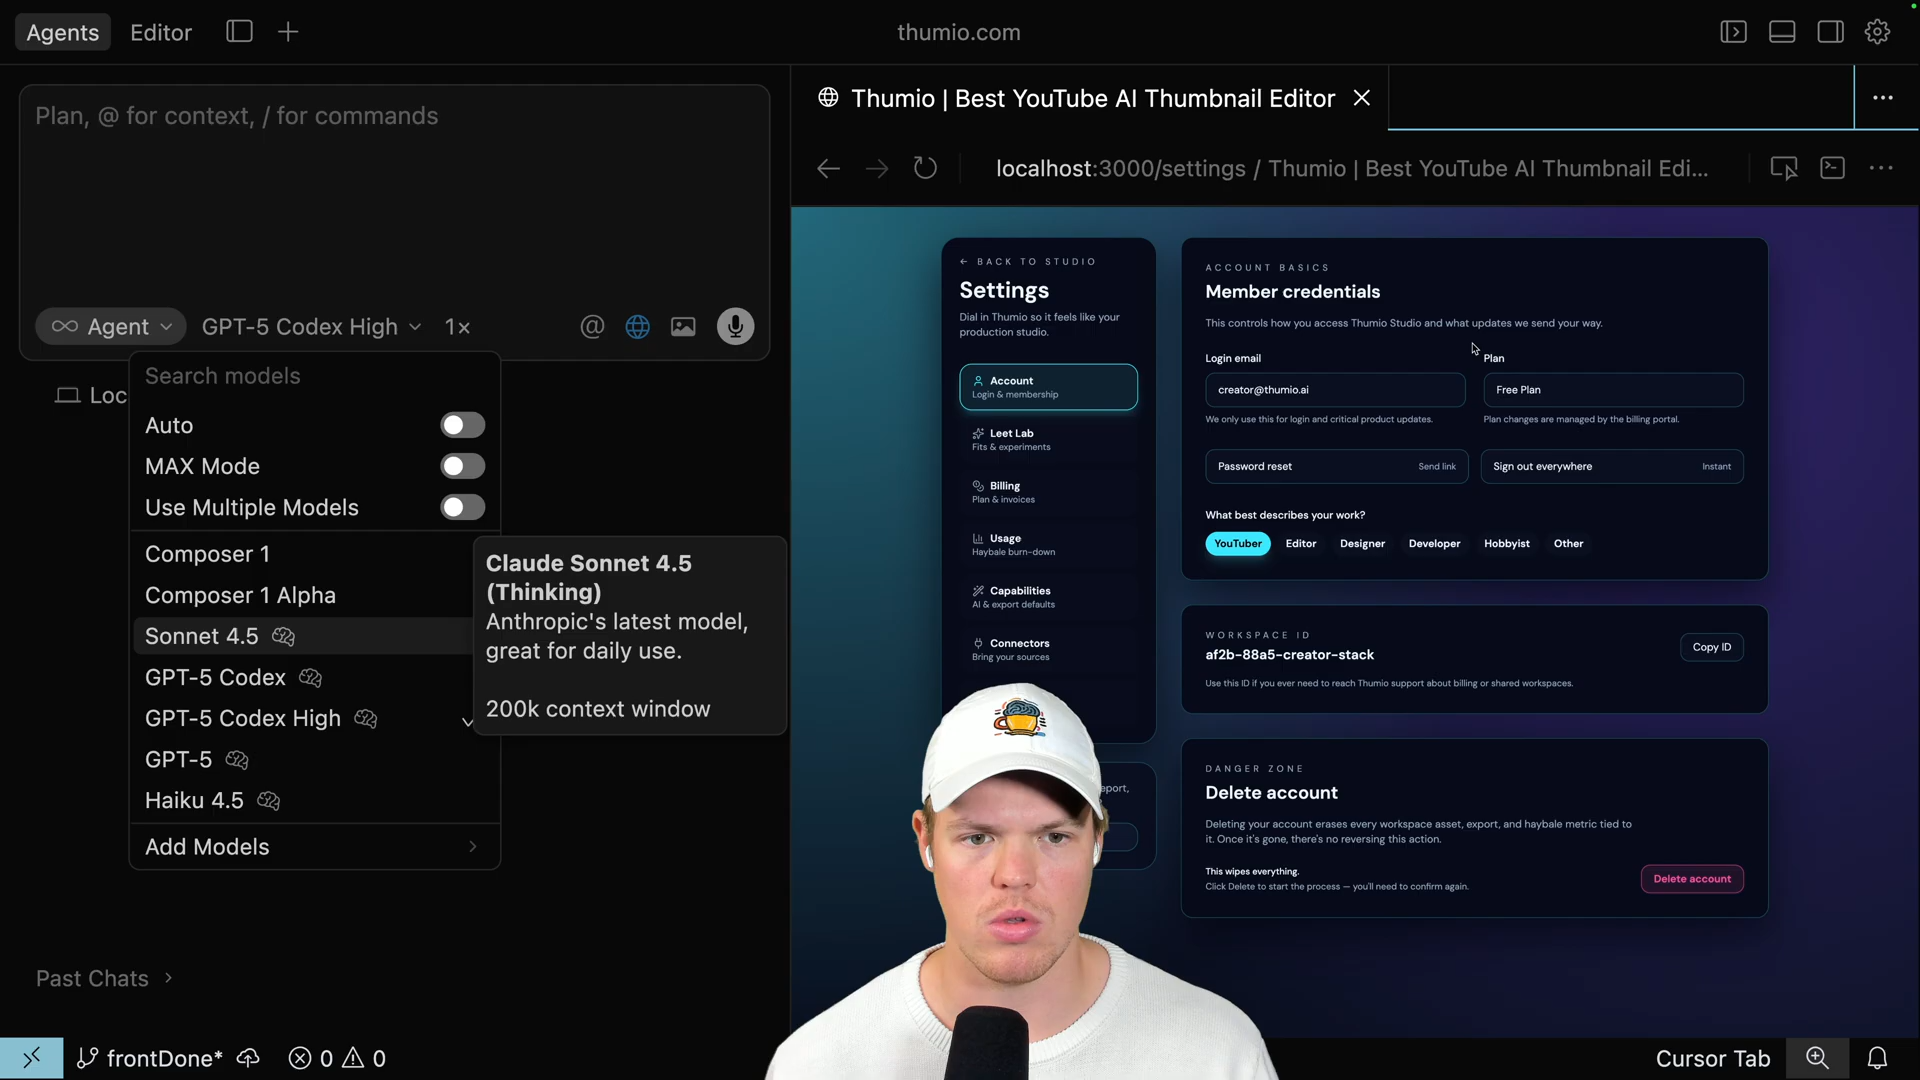 Agents
Editor
thumio.com
Plan, @ for context, / for commands
Agent
GPT-5 Codex High
1×
Search models
Loc
Auto
MAX Mode
Use Multiple Models
Composer 1
Composer 1 Alpha
Sonnet 4.5
GPT-5 Codex
GPT-5 Codex High
GPT-5
Haiku 4.5
Add Models
Claude Sonnet 4.5
(Thinking)
Anthropic's latest model,
great for daily use.
200k context window
Past Chats
Thumio | Best YouTube AI Thumbnail Editor
localhost:3000/settings / Thumio | Best YouTube AI Thumbnail Edi...
← BACK TO STUDIO
Settings
Dial in Thumio so it feels like your
production studio.
Account
Login & membership
Leet Lab
Fits & experiments
Billing
Plan & invoices
Usage
Haybale burn-down
Capabilities
AI & export defaults
Connectors
Bring your sources
eport,
ACCOUNT BASICS
Member credentials
This controls how you access Thumio Studio and what updates we send your way.
Login email
Plan
creator@thumio.ai
Free Plan
We only use this for login and critical product updates.
Plan changes are managed by the billing portal.
Password reset
Send link
Sign out everywhere
Instant
What best describes your work?
YouTuber
Editor
Designer
Developer
Hobbyist
Other
WORKSPACE ID
af2b-88a5-creator-stack
Copy ID
Use this ID if you ever need to reach Thumio support about billing or shared workspaces.
DANGER ZONE
Delete account
Deleting your account erases every workspace asset, export, and haybale metric tied to
it. Once it's gone, there's no reversing this action.
This wipes everything.
Click Delete to start the process — you'll need to confirm again.
Delete account
frontDone*
0
0
Cursor Tab